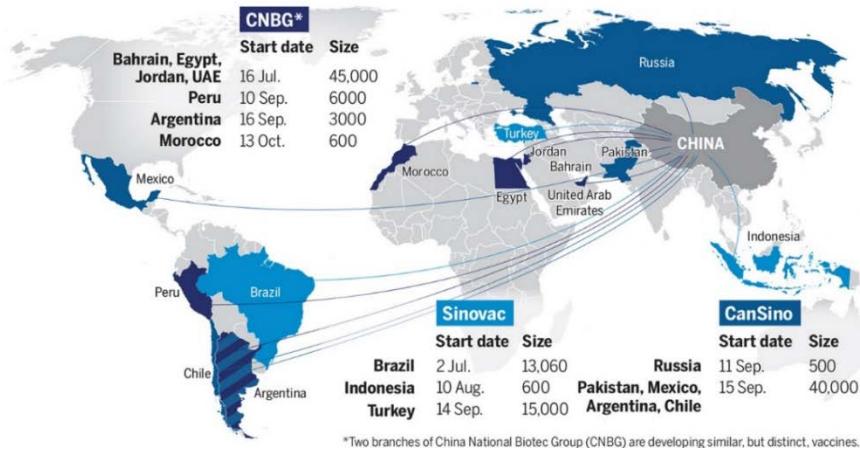 CNBG*
Start date Size
Bahrain, Egypt,
Jordan, UAE 16 Jul. 45,000
Peru 10 Sep. 6000
Argentina 16 Sep. 3000
Morocco 13 Oct. 600
Russia
Turkey
CHINA
Jordan
Pakistan
Bahrain
Morocco
Egypt
United Arab
Emirates
Mexico
Indonesia
Peru
Brazil
Chile
Argentina
Sinovac
Start date Size
Brazil 2 Jul. 13,060
Indonesia 10 Aug. 600
Turkey 14 Sep. 15,000
CanSino
Start date Size
Russia 11 Sep. 500
Pakistan, Mexico, 15 Sep. 40,000
Argentina, Chile
*Two branches of China National Biotec Group (CNBG) are developing similar, but distinct, vaccines.